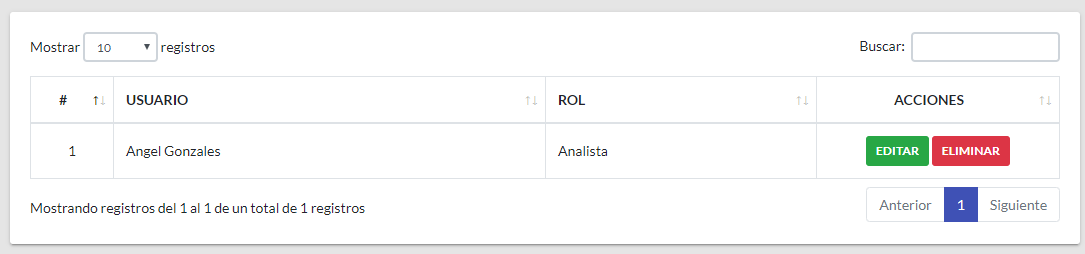 Mostrar 10 registros Buscar:
# USUARIO ROL ACCIONES
1 Angel Gonzales Analista EDITAR ELIMINAR
Mostrando registros del 1 al 1 de un total de 1 registros Anterior 1 Siguiente